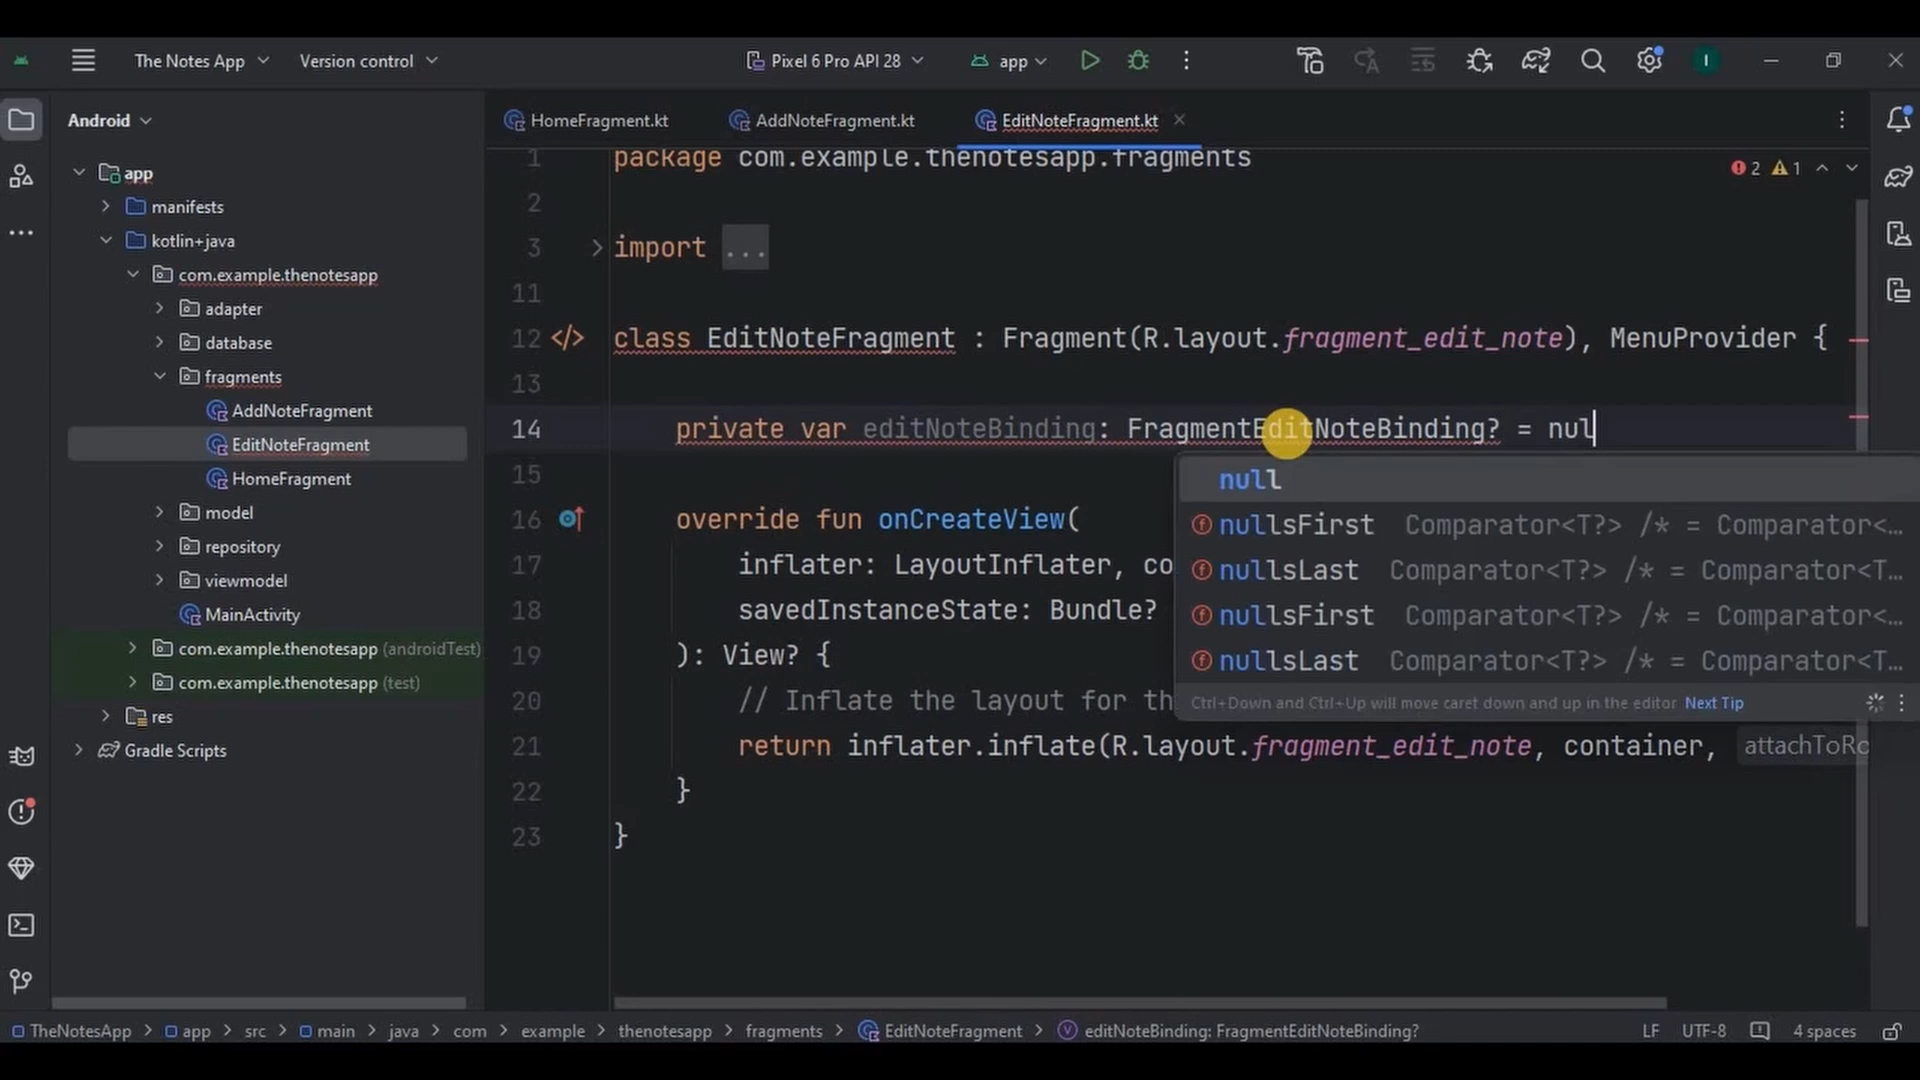 The Notes App
Version control
Pixel 6 Pro API 28
app
I
Android
app
manifests
kotlin+java
com.example.thenotesapp
adapter
database
fragments
AddNoteFragment
EditNoteFragment
HomeFragment
model
repository
viewmodel
MainActivity
com.example.thenotesapp (androidTest)
com.example.thenotesapp (test)
res
Gradle Scripts
HomeFragment.kt
AddNoteFragment.kt
EditNoteFragment.kt
2 1
1 package com.example.thenotesapp.fragments
2
3 import ...
11
12 class EditNoteFragment : Fragment(R.layout.fragment_edit_note), MenuProvider {
13
14 private var editNoteBinding: FragmentEditNoteBinding? = nul
15
16 override fun onCreateView(
17 inflater: LayoutInflater, co
18 savedInstanceState: Bundle?
19 ): View? {
20 // Inflate the layout for th
21 return inflater.inflate(R.layout.fragment_edit_note, container, attachToRo
22 }
23 }
null
nullsFirst Comparator<T?> /* = Comparator<...
nullsLast Comparator<T?> /* = Comparator<T...
nullsFirst Comparator<T?> /* = Comparator<...
nullsLast Comparator<T?> /* = Comparator<T...
Ctrl+Down and Ctrl+Up will move caret down and up in the editor Next Tip
TheNotesApp > app > src > main > java > com > example > thenotesapp > fragments > EditNoteFragment > editNoteBinding: FragmentEditNoteBinding?
LF UTF-8 4 spaces